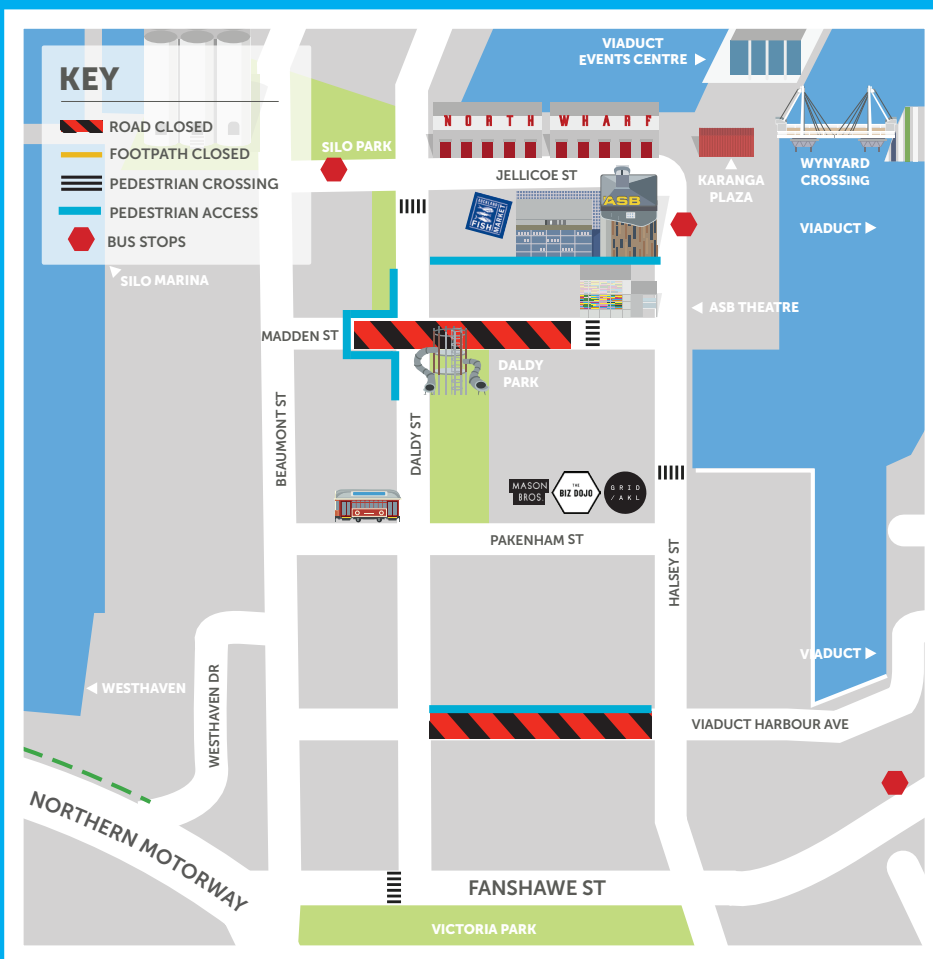 KEY
ROAD CLOSED
FOOTPATH CLOSED
PEDESTRIAN CROSSING
PEDESTRIAN ACCESS
BUS STOPS
VIADUCT
EVENTS CENTRE
NORTH WHARF
SILO PARK
JELLICOE ST
KARANGA
PLAZA
WYNYARD
CROSSING
AUCKLAND
FISH
MARKET
ASB
VIADUCT
SILO MARINA
ASB THEATRE
MADDEN ST
DALDY
PARK
BEAUMONT ST
DALDY ST
MASON
BROS.
THE
BIZ DOJO
GRID
/AKL
PAKENHAM ST
HALSEY ST
VIADUCT
WESTHAVEN
WESTHAVEN DR
VIADUCT HARBOUR AVE
NORTHERN MOTORWAY
FANSHAWE ST
VICTORIA PARK